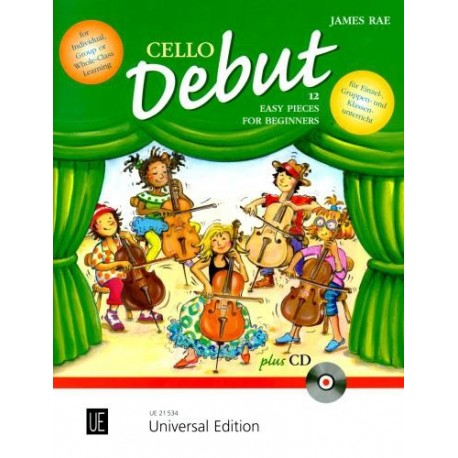 JAMES RAE
for
Individual,
Group or
Whole-Class
Learning
CELLO
Debut
12
EASY PIECES
FOR BEGINNERS
für Einzel-,
Gruppen- und
Klassen-
unterricht
plus CD
UE 21 534
UE
Universal Edition